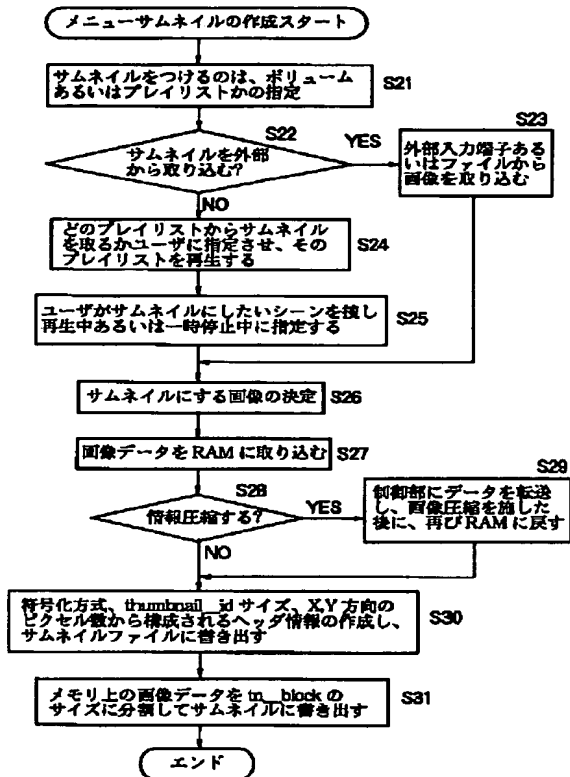 メニューサムネイルの作成スタート
サムネイルをつけるのは、ボリューム
あるいはプレイリストかの指定
S21
S22
サムネイルを外部
から取り込む?
YES
S23
外部入力端子ある
いはファイルから
画像を取り込む
NO
どのプレイリストからサムネイル
を取るかユーザに指定させ、その
プレイリストを再生する
S24
ユーザがサムネイルにしたいシーンを捜し
再生中あるいは一時停止中に指定する
S25
サムネイルにする画像の決定
S26
画像データをRAMに取り込む
S27
S28
情報圧縮する?
YES
S29
制御部にデータを転送
し、画像圧縮を施した
後に、再びRAMに戻す
NO
符号化方式、thumbnail_idサイズ、X,Y方向の
ピクセル数から構成されるヘッダ情報の作成し、
サムネイルファイルに書き出す
S30
メモリ上の画像データをtn_blockの
サイズに分割してサムネイルに書き出す
S31
エンド